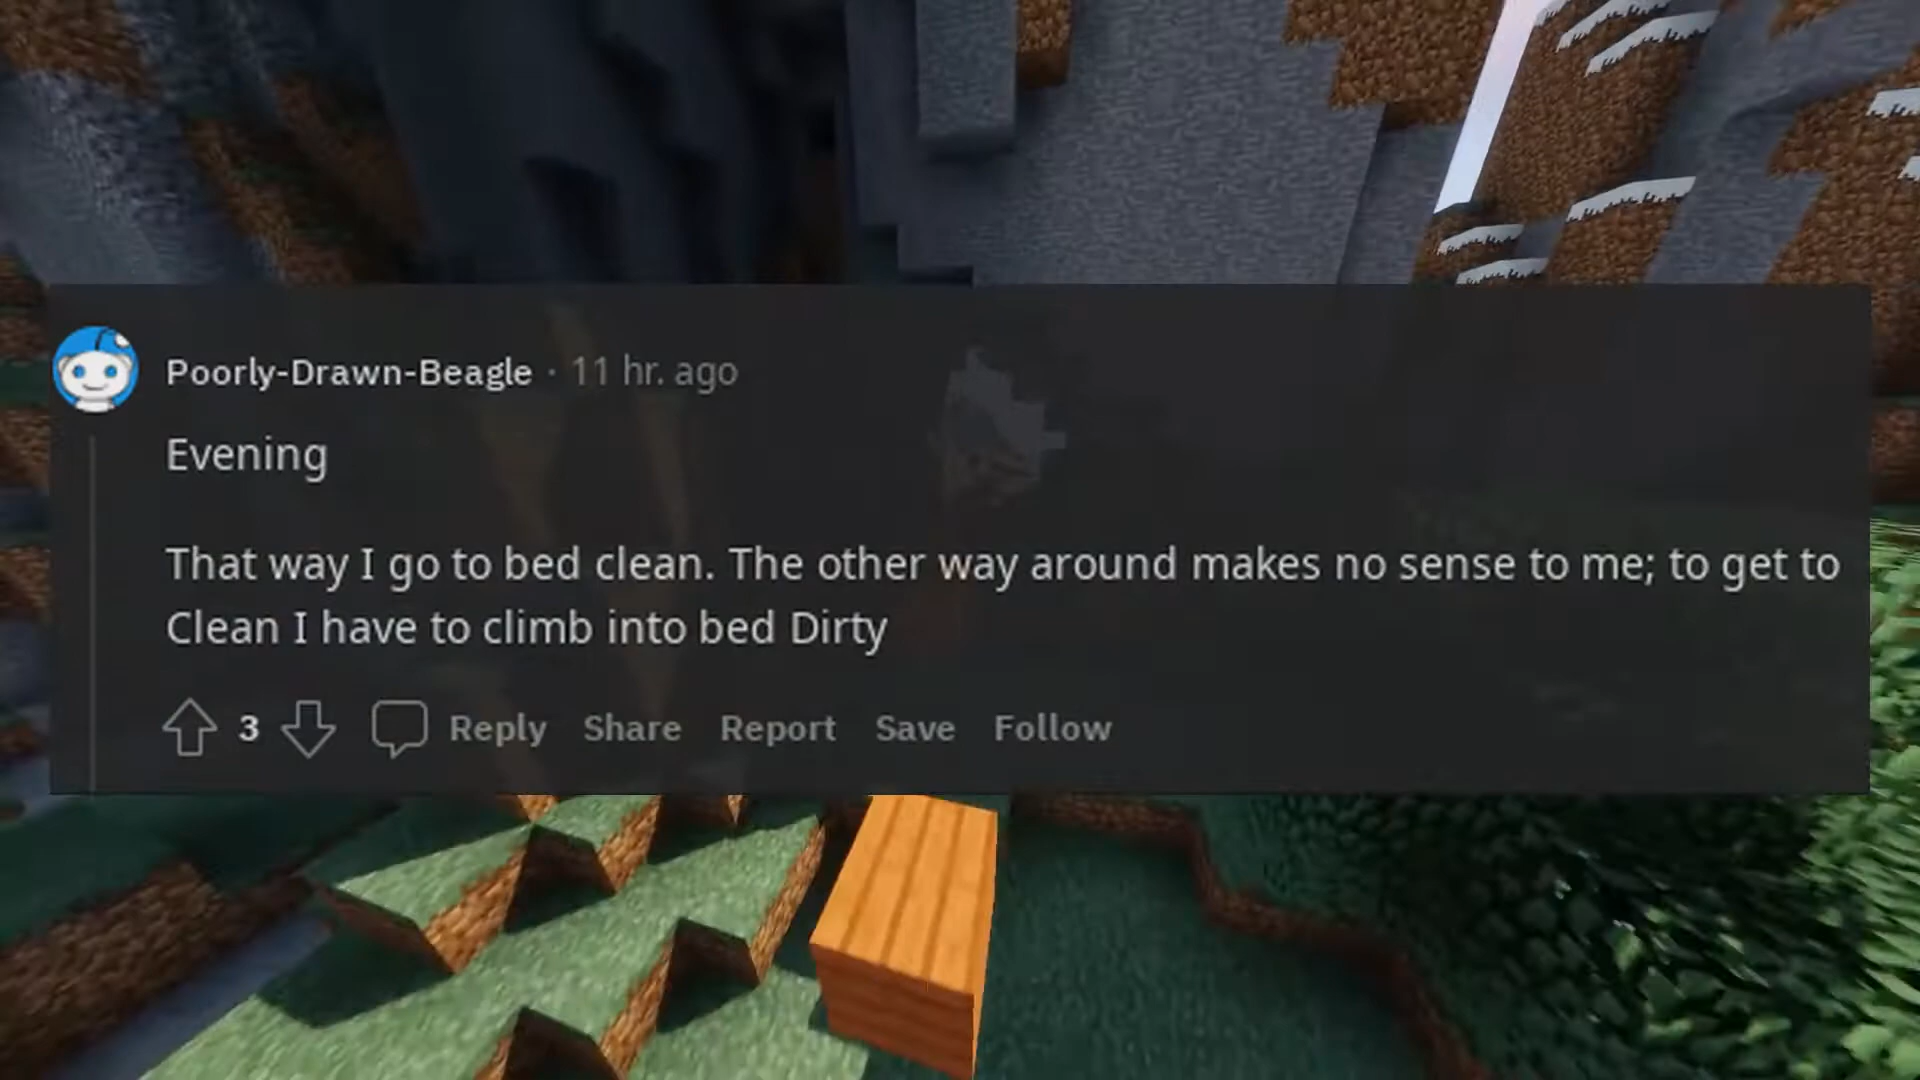 Poorly-Drawn-Beagle · 11 hr. ago
Evening
That way I go to bed clean. The other way around makes no sense to me; to get to
Clean I have to climb into bed Dirty
3 Reply Share Report Save Follow